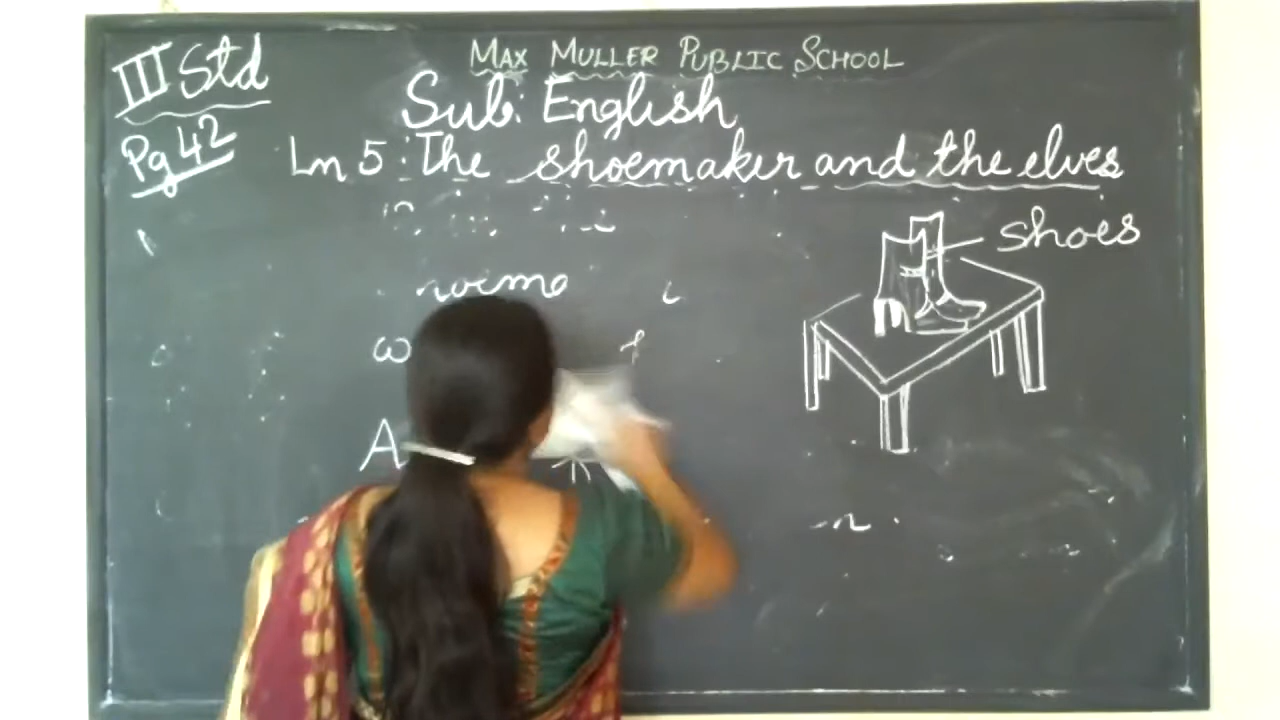 MAX MULLER PUBLIC SCHOOL
III Std
Sub: English
Pg 42
Ln 5: The shoemaker and the elves
shoes